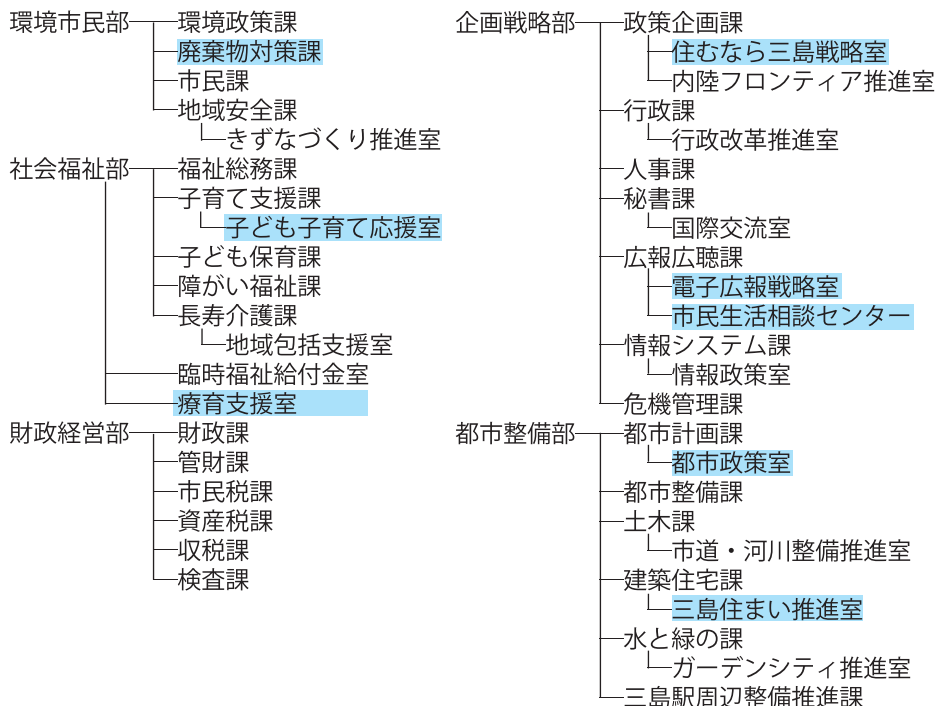 環境市民部 環境政策課
廃棄物対策課
市民課
地域安全課
きずなづくり推進室
社会福祉部 福祉総務課
子育て支援課
子ども子育て応援室
子ども保育課
障がい福祉課
長寿介護課
地域包括支援室
臨時福祉給付金室
療育支援室
財政経営部 財政課
管財課
市民税課
資産税課
収税課
検査課
企画戦略部 政策企画課
住むなら三島戦略室
内陸フロンティア推進室
行政課
行政改革推進室
人事課
秘書課
国際交流室
広報広聴課
電子広報戦略室
市民生活相談センター
情報システム課
情報政策室
危機管理課
都市整備部 都市計画課
都市政策室
都市整備課
土木課
市道・河川整備推進室
建築住宅課
三島住まい推進室
水と緑の課
ガーデンシティ推進室
三島駅周辺整備推進課